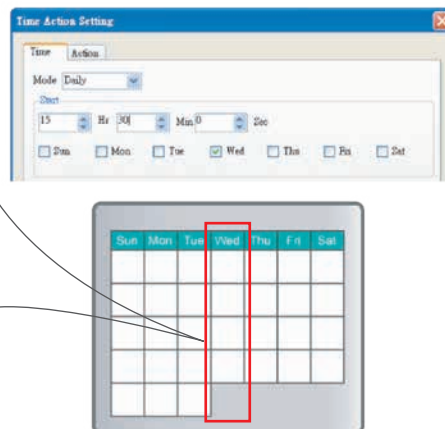 Time Action Setting
Time Action
Mode Daily
Start
15 Hr 30 Min 0 Sec
Sun Mon Tue Wed Thu Fri Sat
Sun Mon Tue Wed Thu Fri Sat